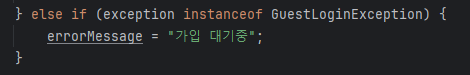 } else if (exception instanceof GuestLoginException) {
errorMessage = "가입 대기중";
}